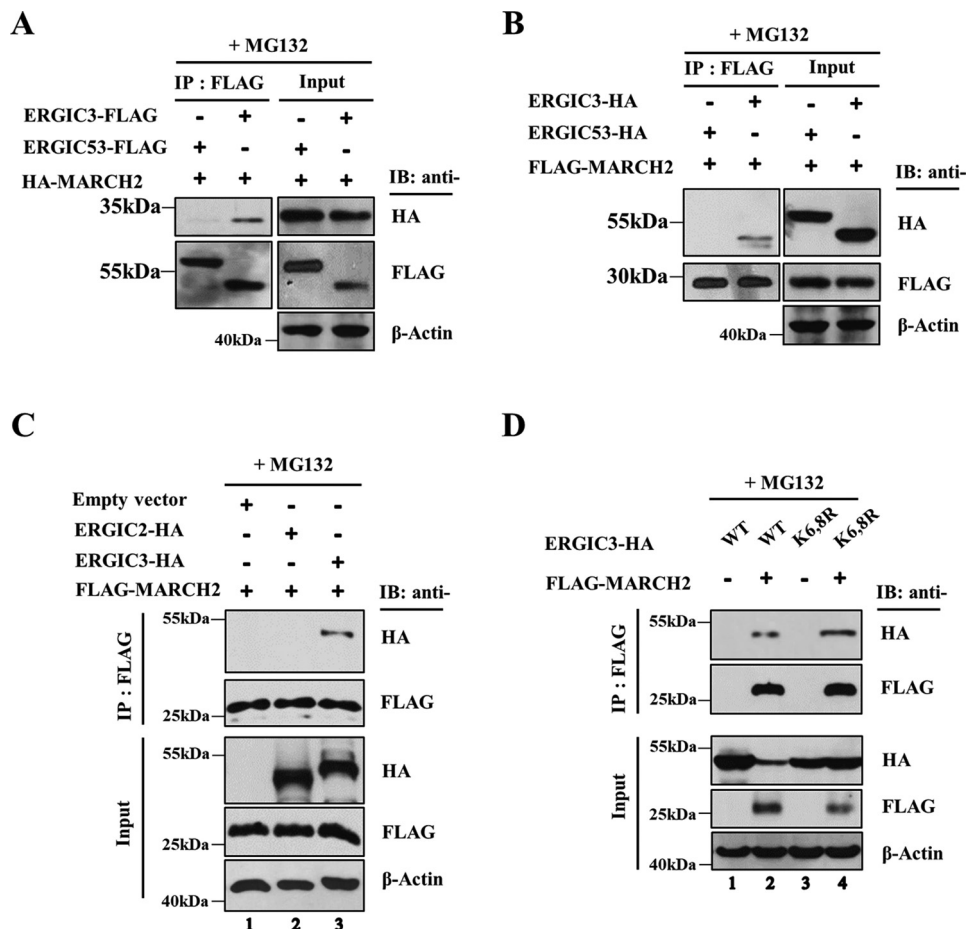 A
+ MG132
IP : FLAG Input
ERGIC3-FLAG - + - +
ERGIC53-FLAG + - + -
HA-MARCH2 + + + + IB: anti-
35kDa HA
55kDa FLAG
40kDa β-Actin
B
+ MG132
IP : FLAG Input
ERGIC3-HA - + - +
ERGIC53-HA + - + -
FLAG-MARCH2 + + + + IB: anti-
55kDa HA
30kDa FLAG
40kDa β-Actin
C
+ MG132
Empty vector + - -
ERGIC2-HA - + -
ERGIC3-HA - - +
FLAG-MARCH2 + + + IB: anti-
IP : FLAG
55kDa HA
25kDa FLAG
Input
55kDa HA
25kDa FLAG
40kDa β-Actin
1 2 3
D
+ MG132
ERGIC3-HA WT WT K6,8R K6,8R
FLAG-MARCH2 - + - + IB: anti-
IP : FLAG
55kDa HA
25kDa FLAG
Input
55kDa HA
25kDa FLAG
40kDa β-Actin
1 2 3 4